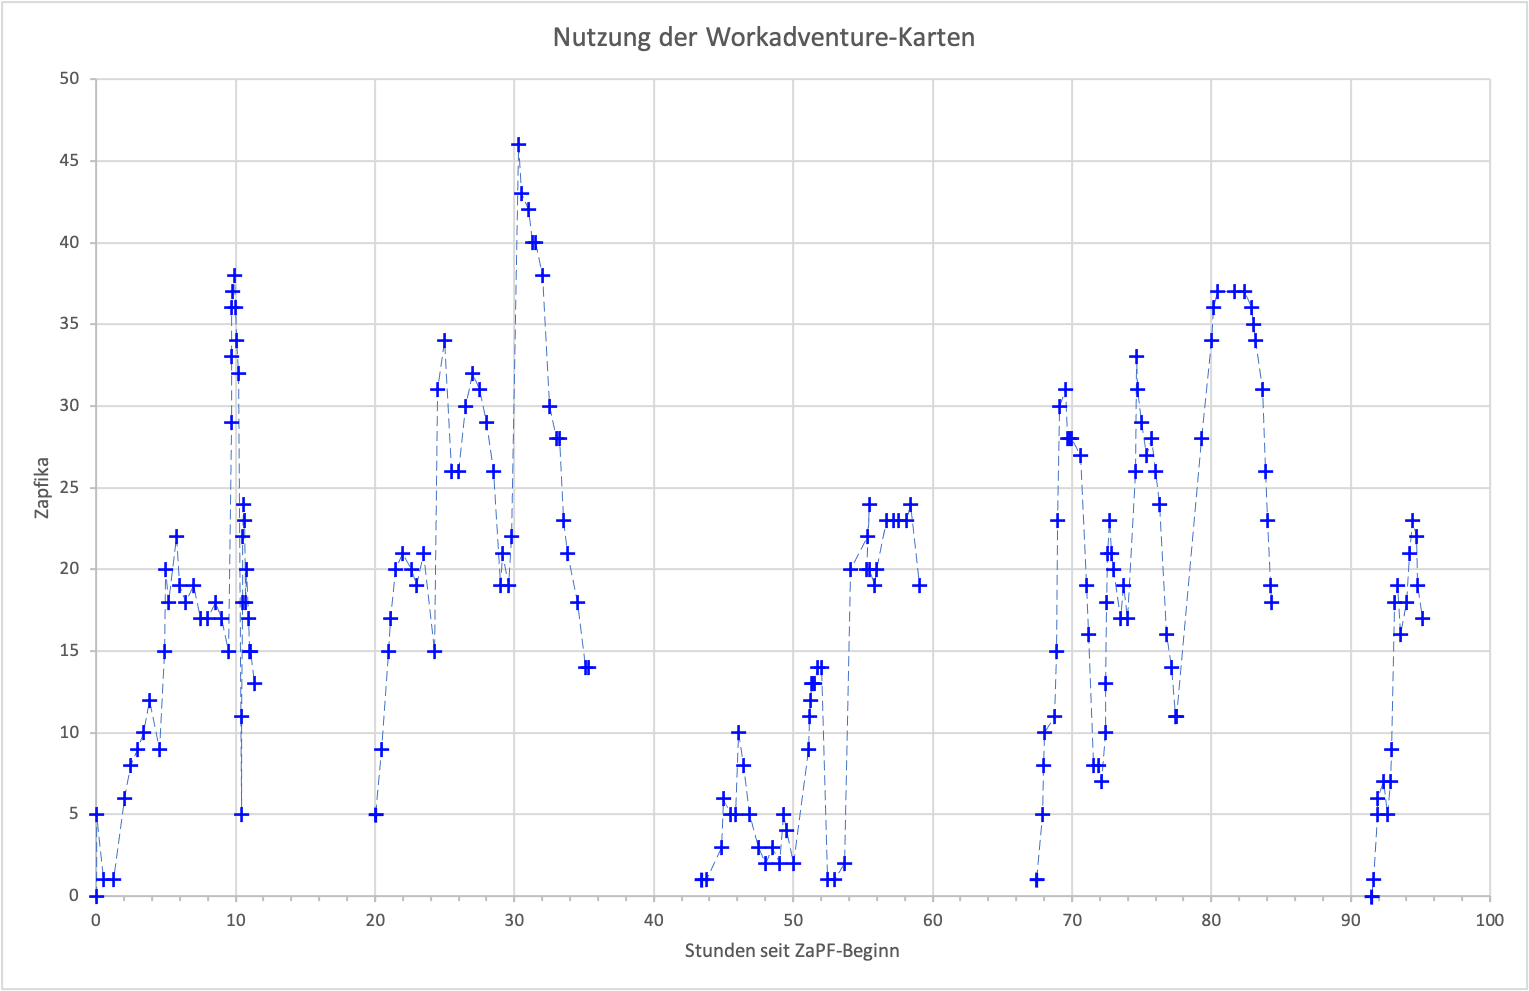 Nutzung der Workadventure-Karten
50
45
40
35
30
25
20
15
10
5
0
Zapfika
0 10 20 30 40 50 60 70 80 90 100
Stunden seit ZaPF-Beginn